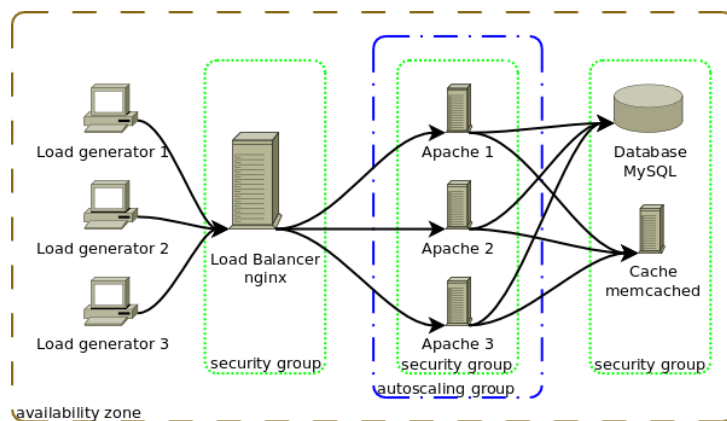 Load generator 1
Load generator 2
Load generator 3
Load Balancer
nginx
security group
Apache 1
Apache 2
Apache 3
security group
autoscaling group
Database
MySQL
Cache
memcached
security group
availability zone